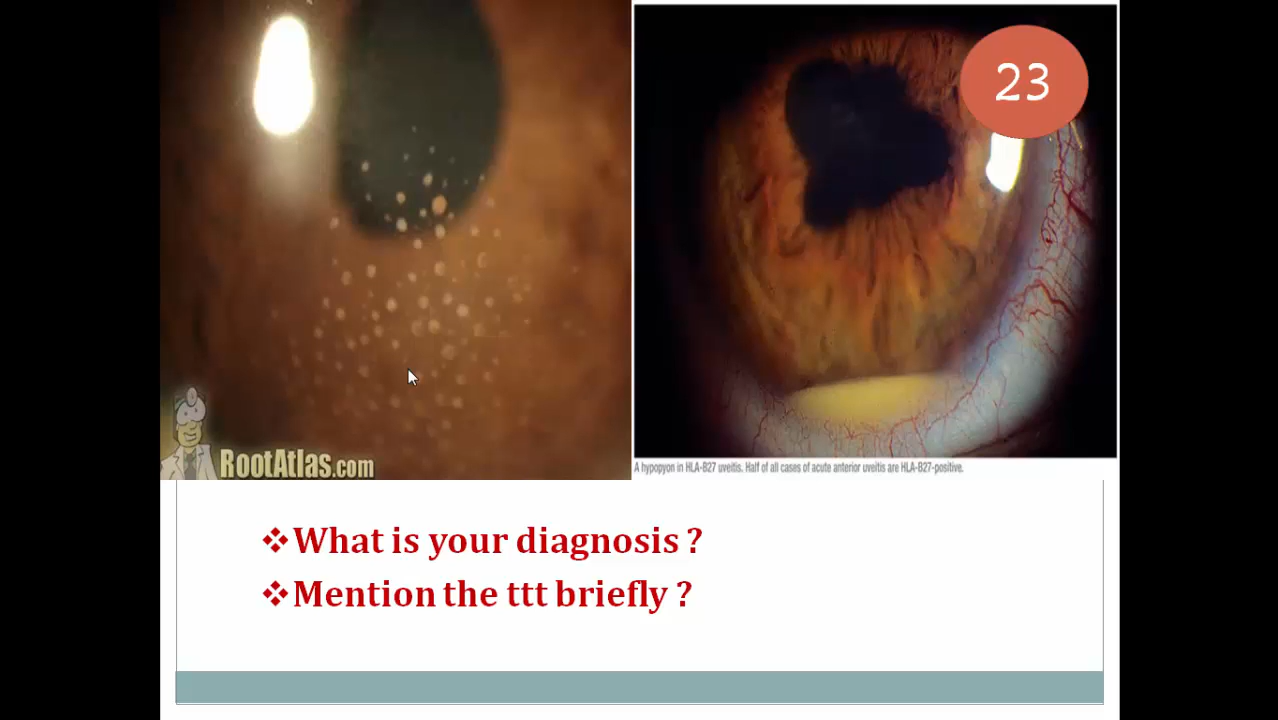 23
RootAtlas.com
A hypopyon in HLA-B27 uveitis. Half of all cases of acute anterior uveitis are HLA-B27-positive.
❖What is your diagnosis ?
❖Mention the ttt briefly ?